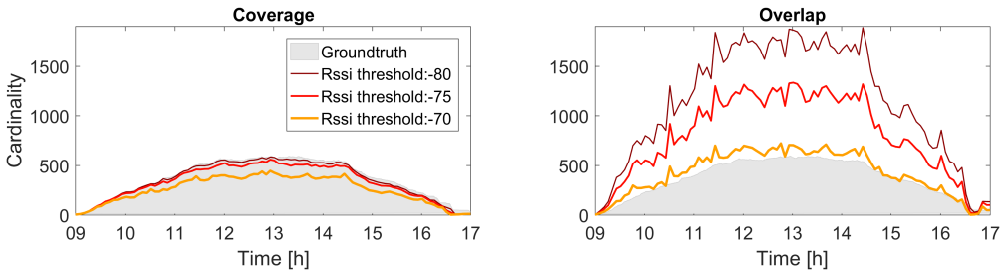 Coverage
Cardinality
1500
1000
500
0
Groundtruth
Rssi threshold:-80
Rssi threshold:-75
Rssi threshold:-70
09 10 11 12 13 14 15 16 17
Time [h]
Overlap
1500
1000
500
0
09 10 11 12 13 14 15 16 17
Time [h]